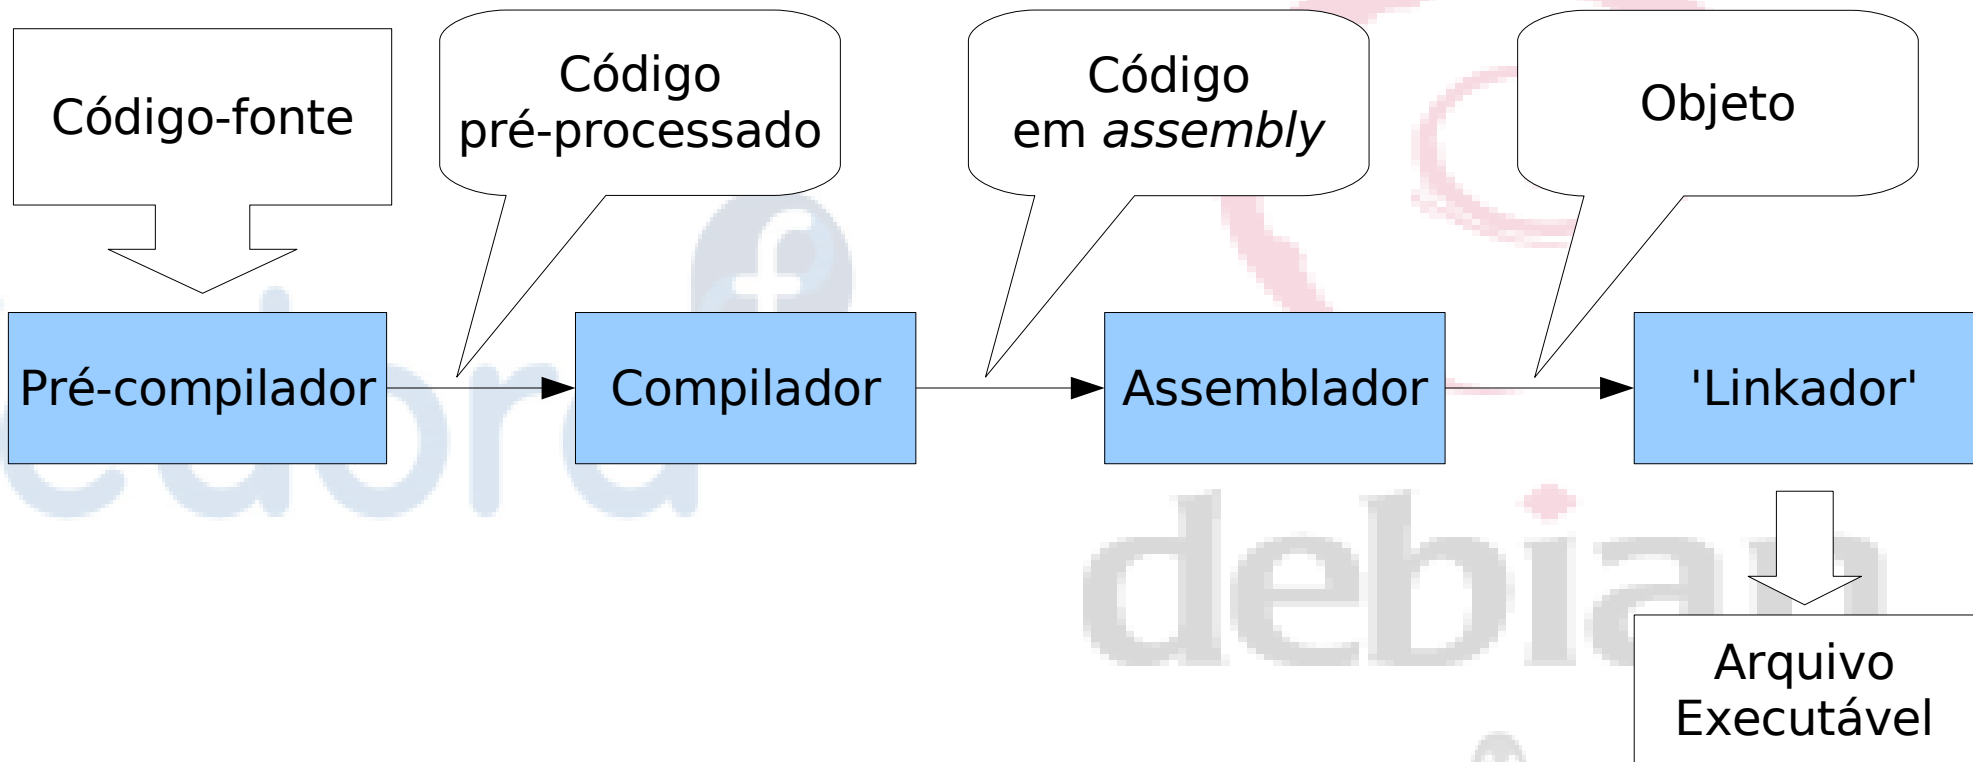 Código-fonte
Código
pré-processado
Código
em assembly
Objeto
Pré-compilador
Compilador
Assemblador
'Linkador'
Arquivo
Executável
fedora
debian